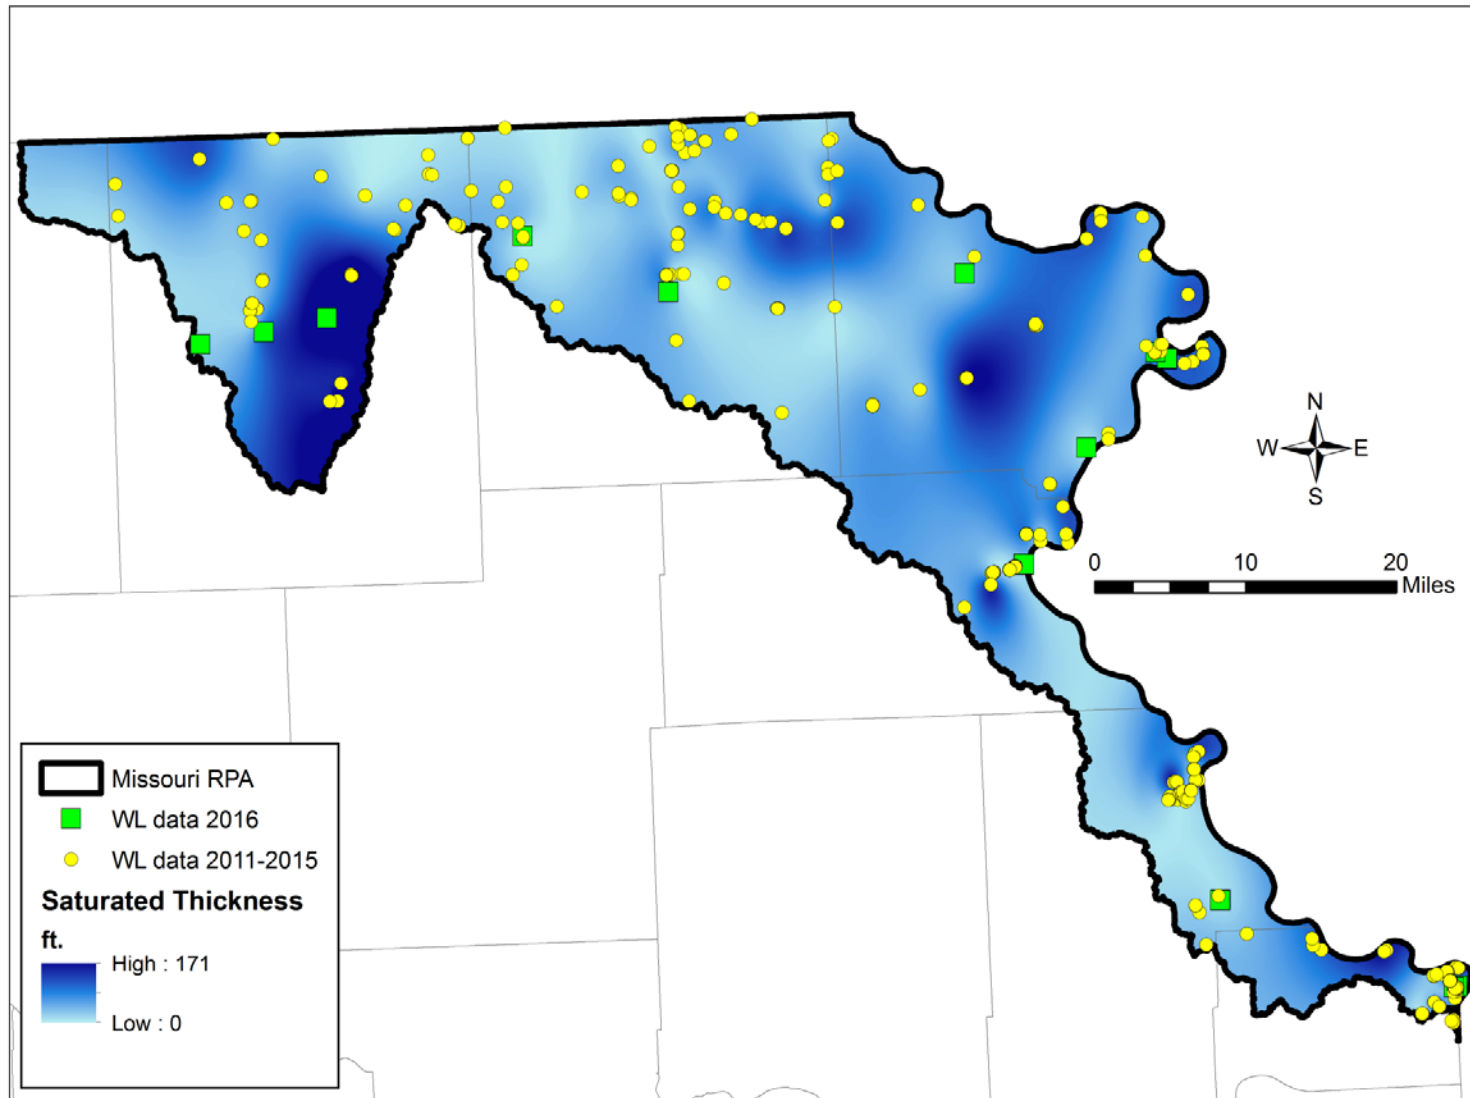 N
W E
S
0 10 20
Miles
Missouri RPA
WL data 2016
WL data 2011-2015
Saturated Thickness
ft.
High : 171
Low : 0